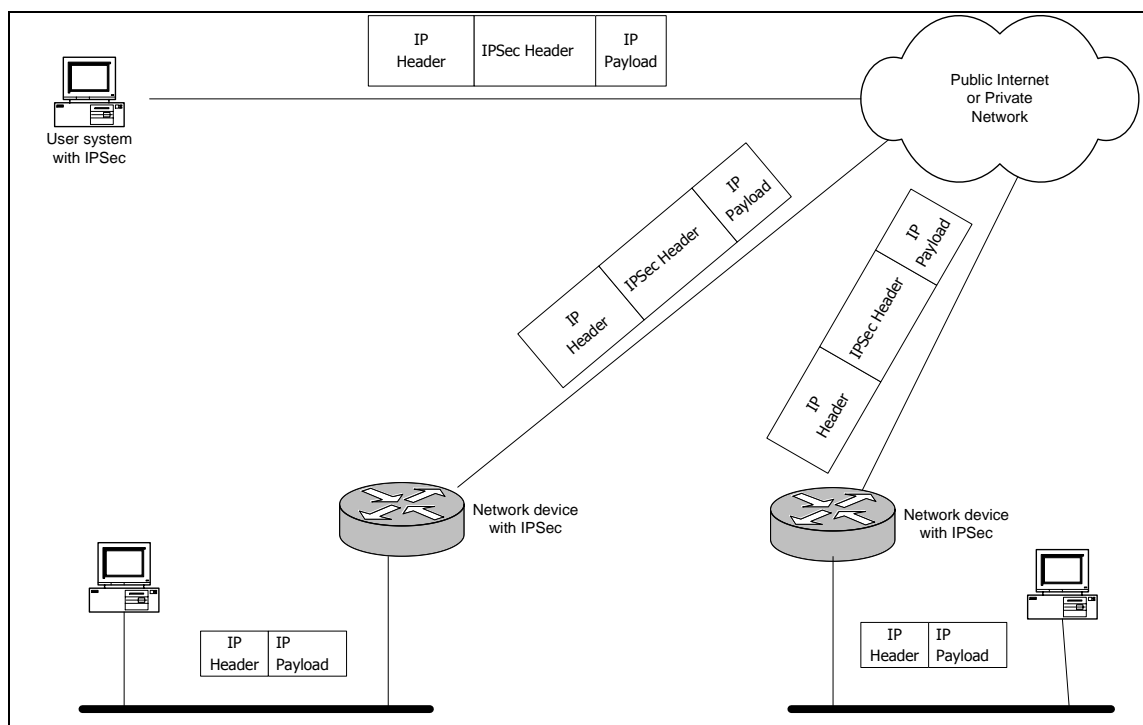 IP
Header
IPSec Header
IP
Payload
Public Internet
or Private
Network
User system
with IPSec
IP
Header
IPSec Header
IP
Payload
IP
Header
IPSec Header
IP
Payload
Network device
with IPSec
Network device
with IPSec
IP
Header
IP
Payload
IP
Header
IP
Payload